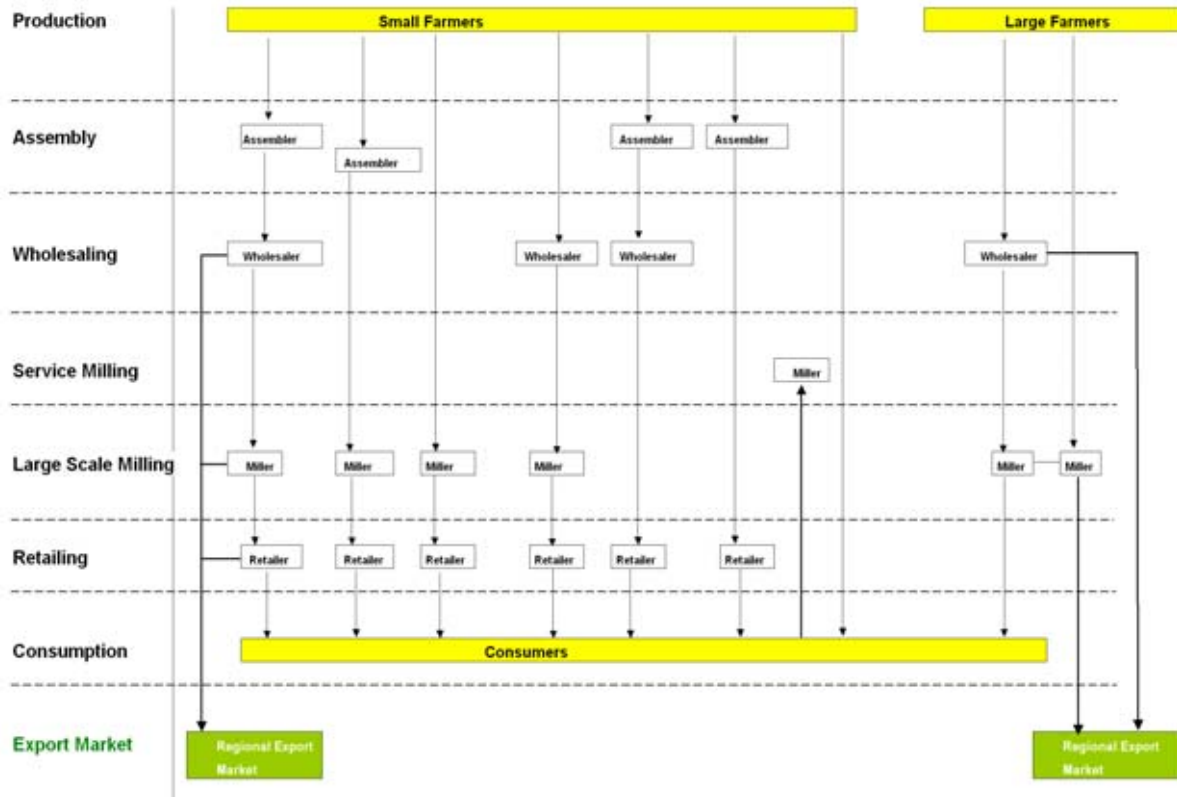 Production
Small Farmers
Large Farmers
Assembly
Assembler
Assembler
Assembler
Assembler
Wholesaling
Wholesaler
Wholesaler
Wholesaler
Wholesaler
Service Milling
Miller
Large Scale Milling
Miller
Miller
Miller
Miller
Miller
Miller
Retailing
Retailer
Retailer
Retailer
Retailer
Retailer
Retailer
Consumption
Consumers
Export Market
Regional Export
Market
Regional Export
Market